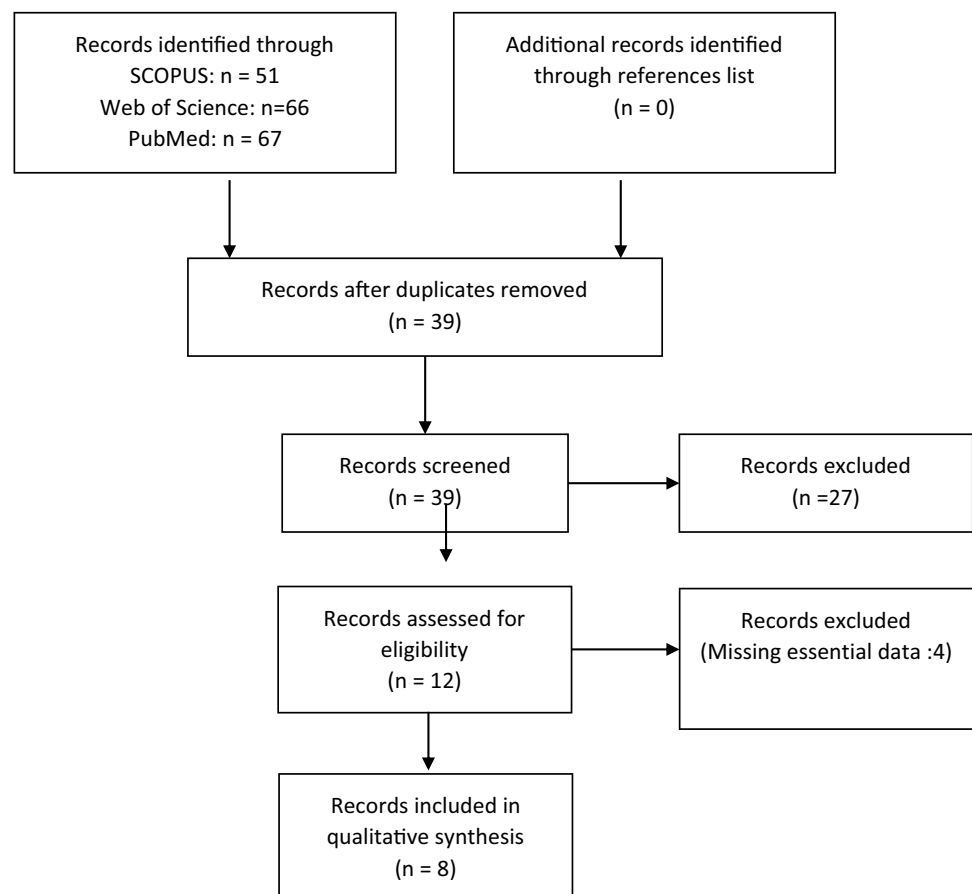 Records identified through
SCOPUS: n = 51
Web of Science: n=66
PubMed: n = 67
Additional records identified
through references list
(n = 0)
Records after duplicates removed
(n = 39)
Records screened
(n = 39)
Records excluded
(n =27)
Records assessed for
eligibility
(n = 12)
Records excluded
(Missing essential data :4)
Records included in
qualitative synthesis
(n = 8)